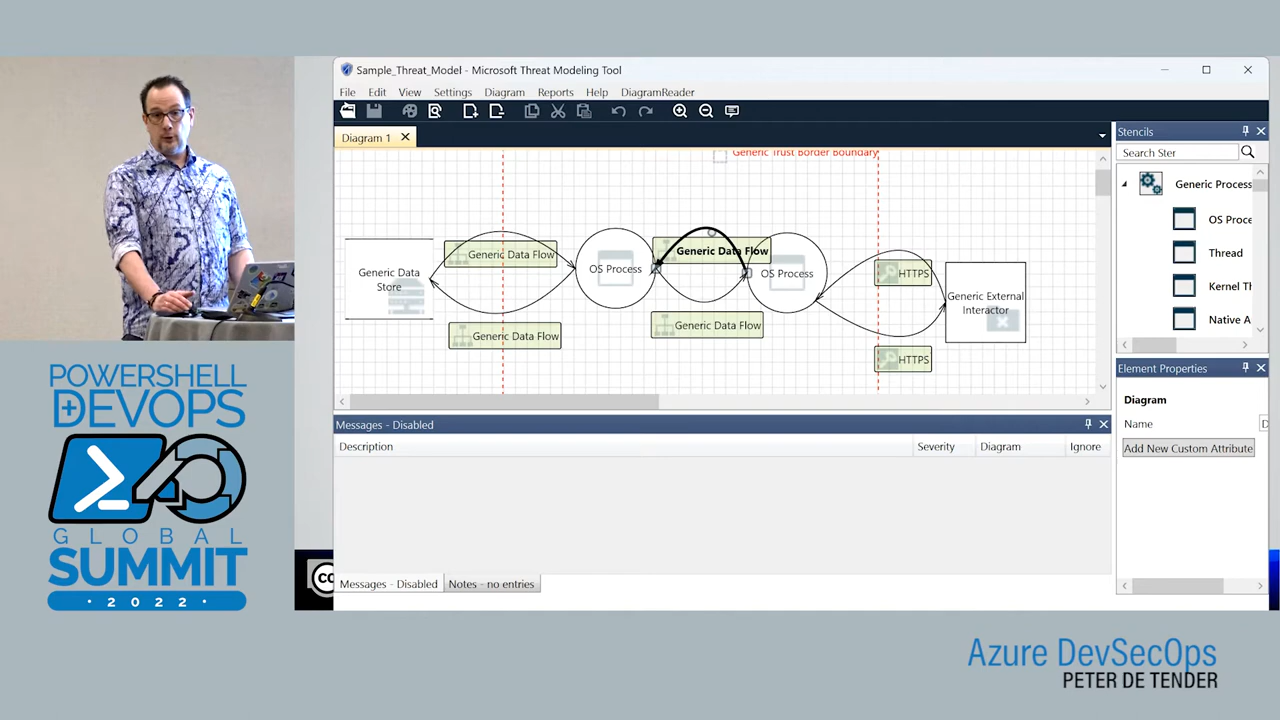 Sample_Threat_Model - Microsoft Threat Modeling Tool
File Edit View Settings Diagram Reports Help DiagramReader
Diagram 1
Stencils
Search Ster
Generic Process
OS Proce
Thread
Kernel Th
Native A
Generic Trust Border Boundary
Generic Data Flow
Generic Data Flow
OS Process
OS Process
HTTPS
Generic Data
Store
Generic External
Interactor
Generic Data Flow
Generic Data Flow
HTTPS
Element Properties
Diagram
Name D
Add New Custom Attribute
Messages - Disabled
Description Severity Diagram Ignore
Messages - Disabled Notes - no entries
cc
POWERSHELL
+DEVOPS
GLOBAL
SUMMIT
· 2022 ·
Azure DevSecOps
PETER DE TENDER